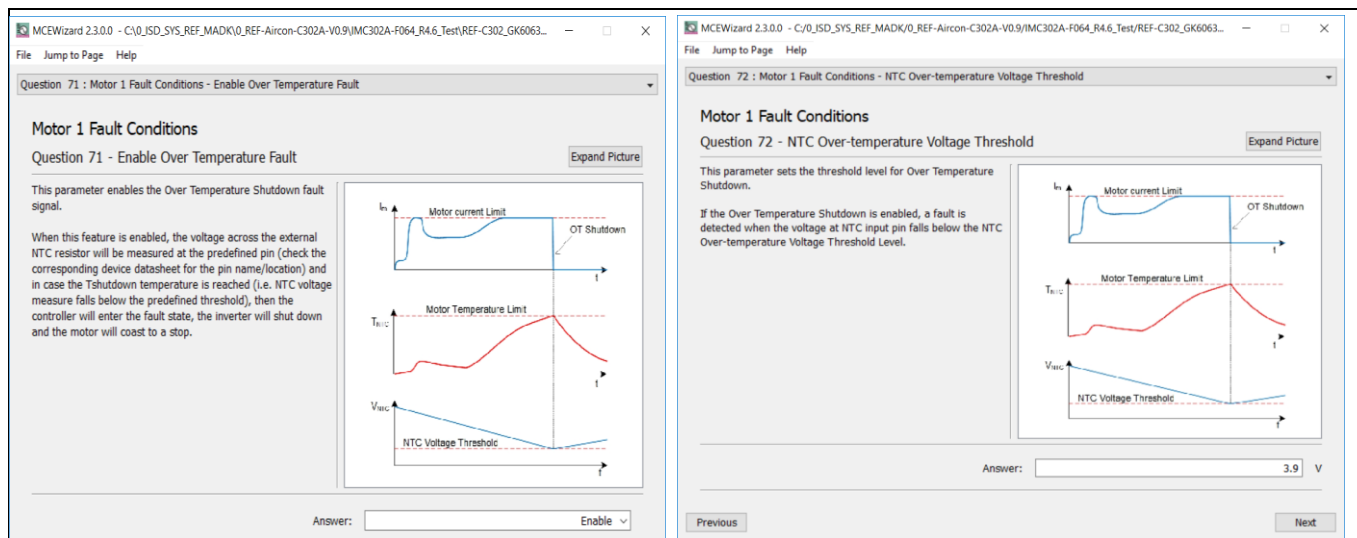 MCEWizard 2.3.0.0 - C:\0_ISD_SYS_REF_MADK\0_REF-Aircon-C302A-V0.9\IMC302A-F064_R4.6_Test\REF-C302_GK6063...
File Jump to Page Help
Question 71 : Motor 1 Fault Conditions - Enable Over Temperature Fault
Motor 1 Fault Conditions
Question 71 - Enable Over Temperature Fault
Expand Picture
This parameter enables the Over Temperature Shutdown fault
signal.
When this feature is enabled, the voltage across the external
NTC resistor will be measured at the predefined pin (check the
corresponding device datasheet for the pin name/location) and
in case the Tshutdown temperature is reached (i.e. NTC voltage
measure falls below the predefined threshold), then the
controller will enter the fault state, the inverter will shut down
and the motor will coast to a stop.
Im
Motor current Limit
OT Shutdown
t
Motor Temperature Limit
TNTC
t
VNTC
NTC Voltage Threshold
t
Answer:
Enable
MCEWizard 2.3.0.0 - C:/0_ISD_SYS_REF_MADK/0_REF-Aircon-C302A-V0.9/IMC302A-F064_R4.6_Test/REF-C302_GK6063...
File Jump to Page Help
Question 72 : Motor 1 Fault Conditions - NTC Over-temperature Voltage Threshold
Motor 1 Fault Conditions
Question 72 - NTC Over-temperature Voltage Threshold
Expand Picture
This parameter sets the threshold level for Over Temperature
Shutdown.
If the Over Temperature Shutdown is enabled, a fault is
detected when the voltage at NTC input pin falls below the NTC
Over-temperature Voltage Threshold Level.
Im
Motor current Limit
OT Shutdown
t
Motor Temperature Limit
TNTC
t
VNTC
NTC Voltage Threshold
t
Answer:
3.9 V
Previous
Next